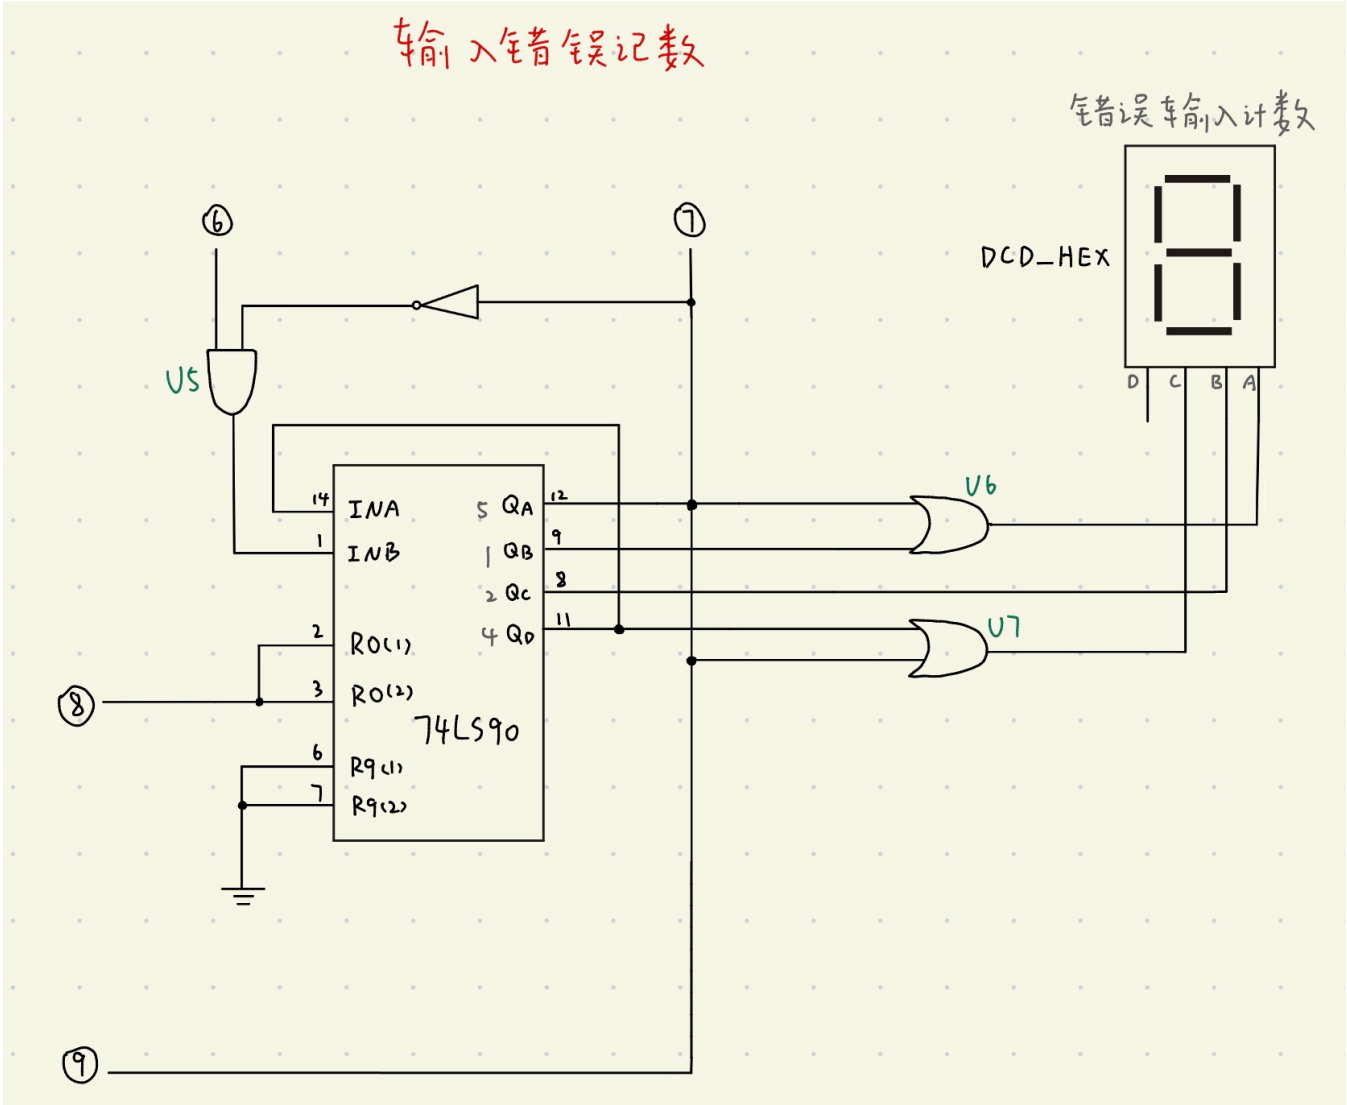 输入错误记数
错误输入计数
⑥
⑦
DCD_HEX
D C B A
U5
U6
14 INA
5 QA 12
1 INB
1 QB 9
2 QC 8
4 QD 11
U7
2 R0(1)
⑧
3 R0(2)
74LS90
6 R9(1)
7 R9(2)
⑨